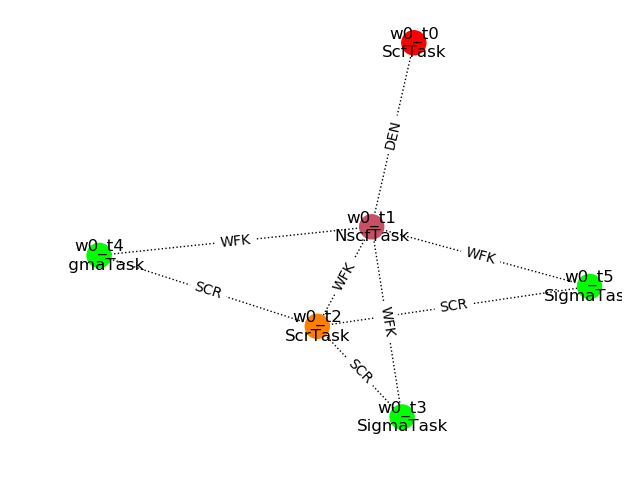 w0_t0
ScfTask
DEN
w0_t1
NscfTask
w0_t4
gmaTask
WFK
WFK
w0_t5
SigmaTas
WFK
SCR
SCR
w0_t2
ScrTask
WFK
SCR
w0_t3
SigmaTask